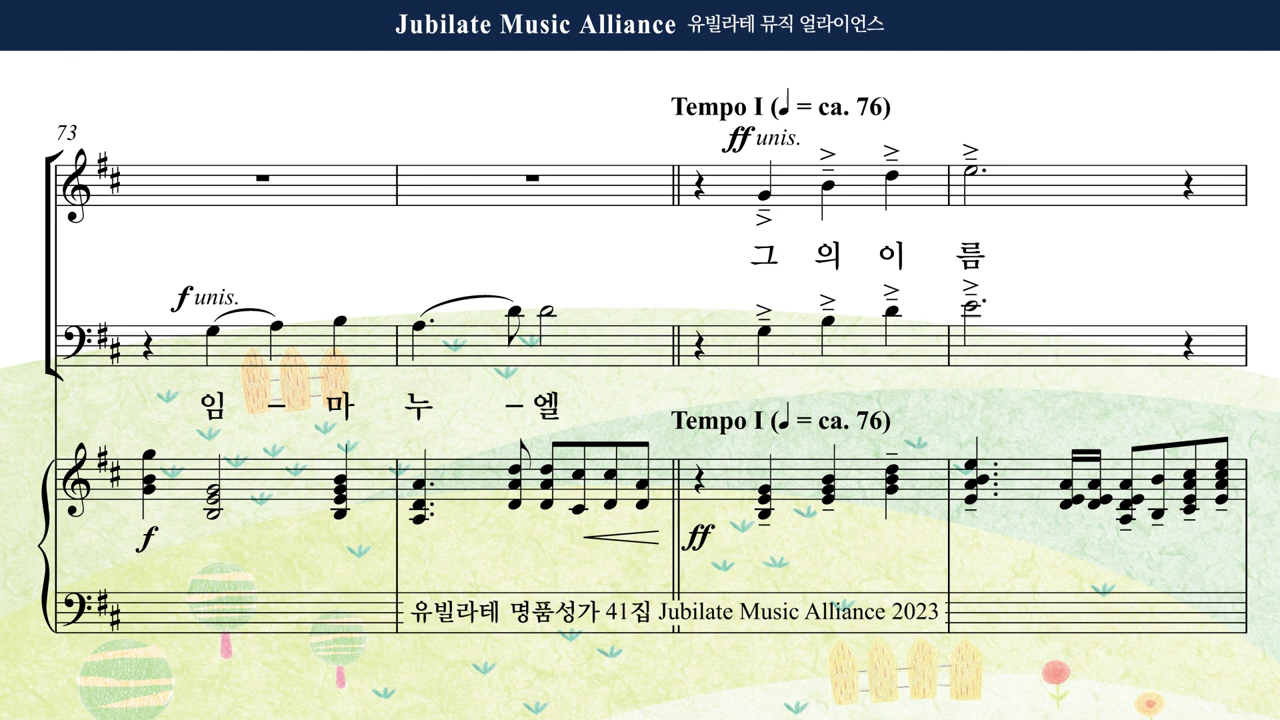 Jubilate Music Alliance 유빌라테 뮤직 얼라이언스
Tempo I (♩ = ca. 76)
73
ff unis.
그 의 이 름
f unis.
임 – 마 누 – 엘
Tempo I (♩ = ca. 76)
f
ff
유빌라테 명품성가 41집 Jubilate Music Alliance 2023